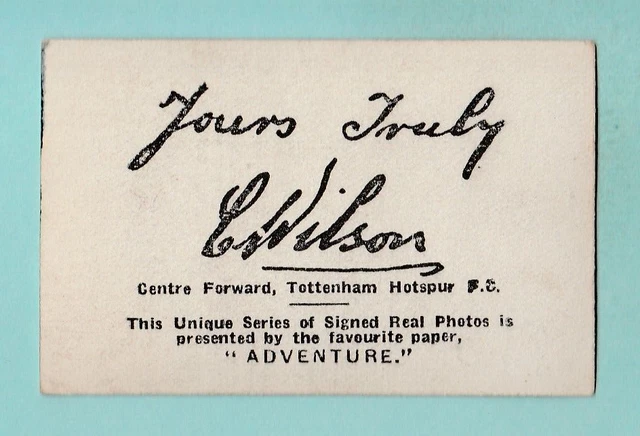 Yours Truly
C Wilson
Centre Forward, Tottenham Hotspur F.C.
This Unique Series of Signed Real Photos is
presented by the favourite paper,
"ADVENTURE."